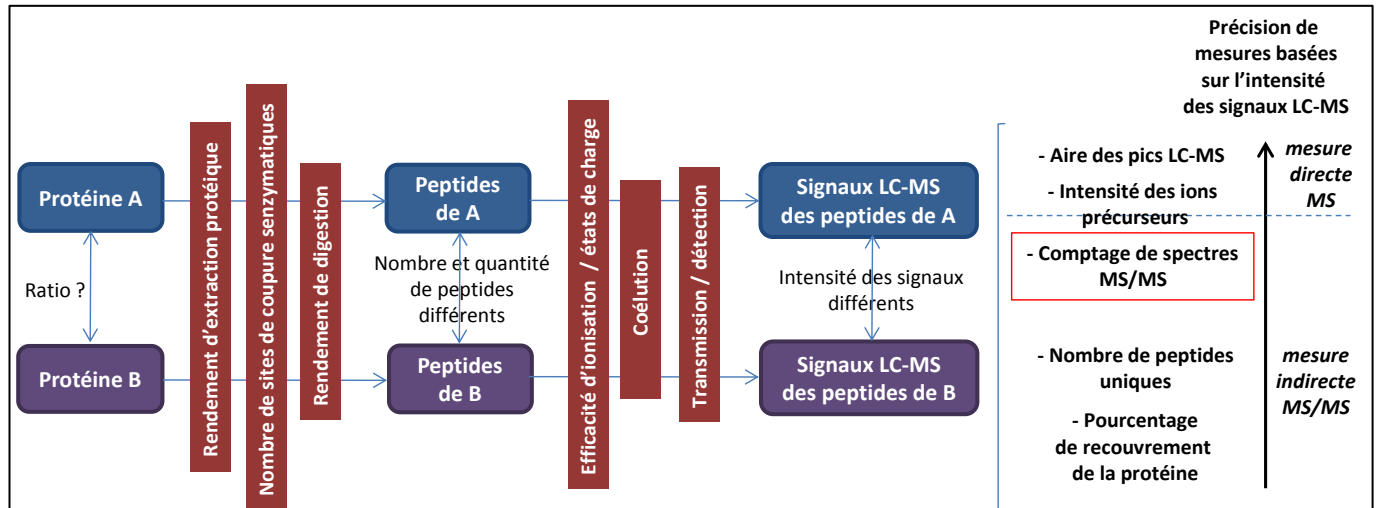 Précision de
mesures basées
sur l'intensité
des signaux LC-MS
Protéine A
Ratio ?
Protéine B
Rendement d'extraction protéique
Nombre de sites de coupure senzymatiques
Rendement de digestion
Peptides
de A
Nombre et quantité
de peptides
différents
Peptides
de B
Efficacité d'ionisation / états de charge
Coélution
Transmission / détection
Signaux LC-MS
des peptides de A
Intensité des signaux
différents
Signaux LC-MS
des peptides de B
- Aire des pics LC-MS
- Intensité des ions
précurseurs
- Comptage de spectres
MS/MS
- Nombre de peptides
uniques
- Pourcentage
de recouvrement
de la protéine
mesure
directe
MS
mesure
indirecte
MS/MS